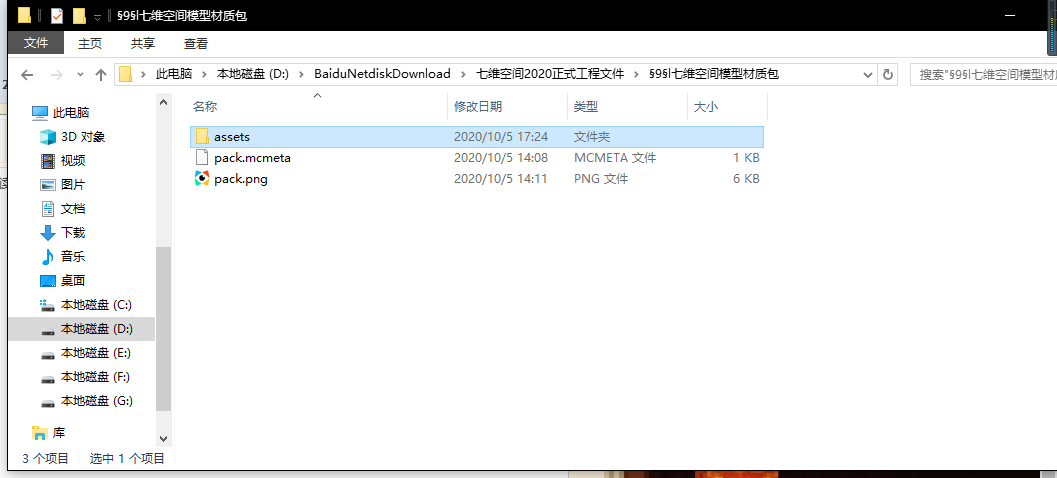 §9§l七维空间模型材质包
文件 主页 共享 查看
此电脑 本地磁盘 (D:) BaiduNetdiskDownload 七维空间2020正式工程文件 §9§l七维空间模型材质包
搜索"§9§l七维空间模型材
此电脑
3D 对象
视频
图片
文档
下载
音乐
桌面
本地磁盘 (C:)
本地磁盘 (D:)
本地磁盘 (E:)
本地磁盘 (F:)
本地磁盘 (G:)
库
名称 修改日期 类型 大小
assets 2020/10/5 17:24 文件夹
pack.mcmeta 2020/10/5 14:08 MCMETA 文件 1 KB
pack.png 2020/10/5 14:11 PNG 文件 6 KB
3 个项目 选中 1 个项目